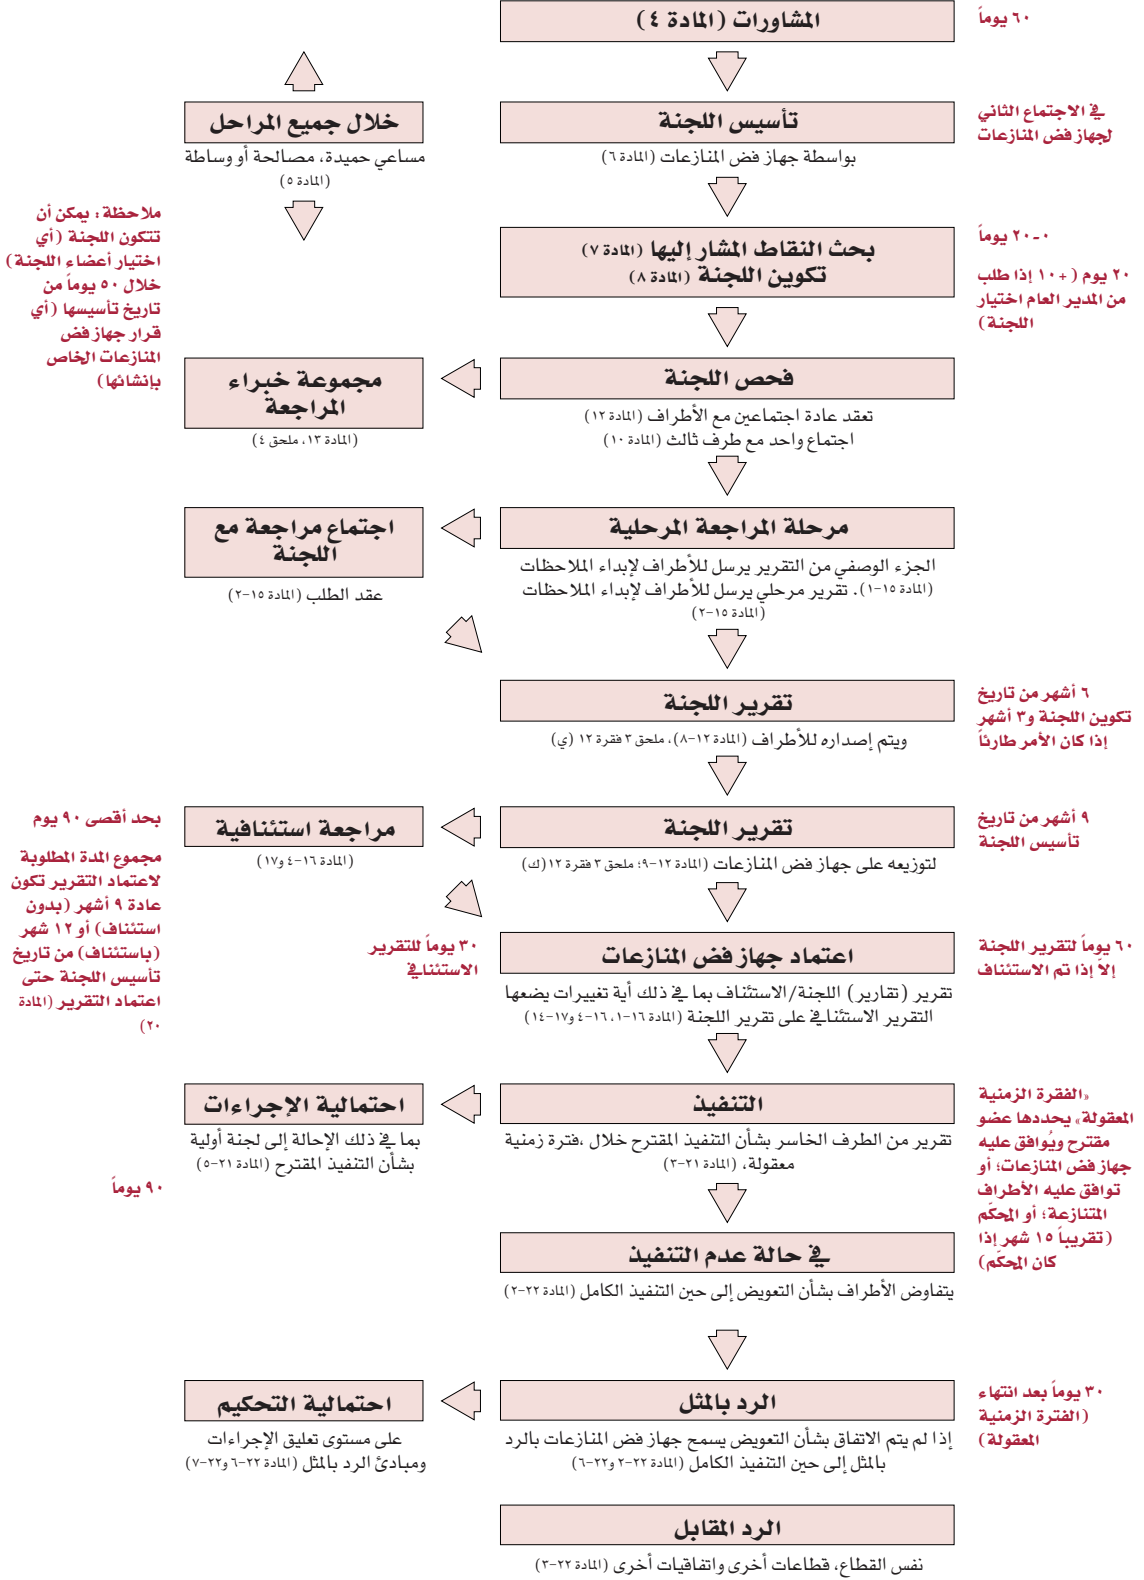 المشاورات (المادة ٤)
٦٠ يوماً
تأسيس اللجنة
بواسطة جهاز فض المنازعات (المادة ٦)
في الاجتماع الثاني
لجهاز فض المنازعات
خلال جميع المراحل
مساعي حميدة، مصالحة أو وساطة
(المادة ٥)
بحث النقاط المشار إليها (المادة ٧)
تكوين اللجنة (المادة ٨)
٠-٢٠ يوماً
٢٠ يوم (+١٠ إذا طلب
من المدير العام اختيار
اللجنة)
ملاحظة: يمكن أن
تتكون اللجنة (أي
اختيار أعضاء اللجنة)
خلال ٥٠ يوماً من
تاريخ تأسيسها (أي
قرار جهاز فض
المنازعات الخاص
بإنشائها)
فحص اللجنة
تعقد عادة اجتماعين مع الأطراف (المادة ١٢)
اجتماع واحد مع طرف ثالث (المادة ١٠)
مجموعة خبراء
المراجعة
(المادة ١٣، ملحق ٤)
مرحلة المراجعة المرحلية
الجزء الوصفي من التقرير يرسل للأطراف لإبداء الملاحظات
(المادة ١٥-١). تقرير مرحلي يرسل للأطراف لإبداء الملاحظات
(المادة ١٥-٢)
اجتماع مراجعة مع
اللجنة
عقد الطلب (المادة ١٥-٢)
تقرير اللجنة
ويتم إصداره للأطراف (المادة ١٢-٨)، ملحق ٣ فقرة ١٢ (ي)
٦ أشهر من تاريخ
تكوين اللجنة و٣ أشهر
إذا كان الأمر طارئاً
تقرير اللجنة
لتوزيعه على جهاز فض المنازعات (المادة ١٢-٩؛ ملحق ٣ فقرة ١٢(ك)
٩ أشهر من تاريخ
تأسيس اللجنة
مراجعة استئنافية
(المادة ١٦-٤ و١٧)
بحد أقصى ٩٠ يوم
مجموع المدة المطلوبة
لاعتماد التقرير تكون
عادة ٩ أشهر (بدون
استئناف) أو ١٢ شهر
(باستئناف) من تاريخ
تأسيس اللجنة حتى
اعتماد التقرير (المادة
٢٠)
اعتماد جهاز فض المنازعات
تقرير (تقارير) اللجنة/الاستئناف بما في ذلك أية تغييرات يضعها
التقرير الاستئنافي على تقرير اللجنة (المادة ١٦-١، ١٦-٤ و١٧-١٤)
٦٠ يوماً لتقرير اللجنة
إلاّ إذا تم الاستئناف
٣٠ يوماً للتقرير
الاستئنافي
التنفيذ
تقرير من الطرف الخاسر بشأن التنفيذ المقترح خلال ،فترة زمنية
معقولة، (المادة ٢١-٣)
«الفقرة الزمنية
المعقولة» يحددها عضو
مقترح ويُوافق عليه
جهاز فض المنازعات؛ أو
توافق عليه الأطراف
المتنازعة؛ أو المحكّم
(تقريباً ١٥ شهر إذا
كان المحكّم)
احتمالية الإجراءات
بما في ذلك الإحالة إلى لجنة أولية
بشأن التنفيذ المقترح (المادة ٢١-٥)
٩٠ يوماً
في حالة عدم التنفيذ
يتفاوض الأطراف بشأن التعويض إلى حين التنفيذ الكامل (المادة ٢٢-٢)
الرد بالمثل
إذا لم يتم الاتفاق بشأن التعويض يسمح جهاز فض المنازعات بالرد
بالمثل إلى حين التنفيذ الكامل (المادة ٢٢-٢ و٢٢-٦)
٣٠ يوماً بعد انتهاء
(الفترة الزمنية
المعقولة)
احتمالية التحكيم
على مستوى تعليق الإجراءات
ومبادئ الرد بالمثل (المادة ٢٢-٦ و٢٢-٧)
الرد المقابل
نفس القطاع، قطاعات أخرى واتفاقيات أخرى (المادة ٢٢-٣)